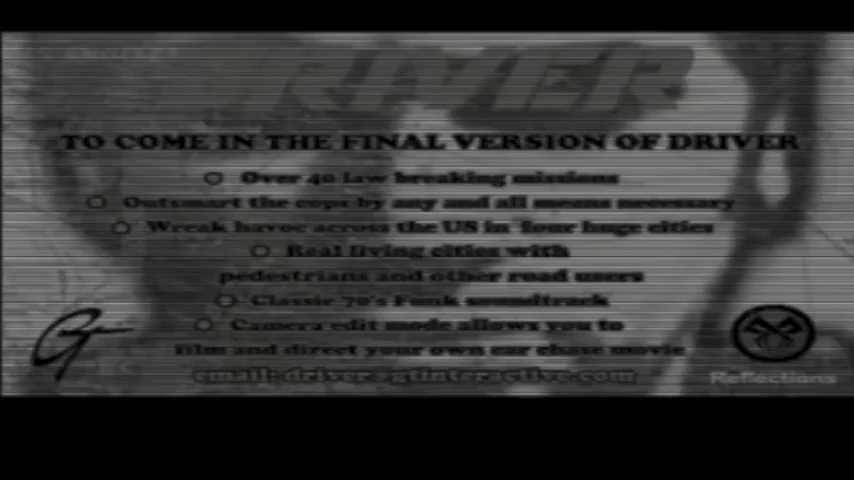 DRIVER
TO COME IN THE FINAL VERSION OF DRIVER
Over 40 law breaking missions
Outsmart the cops by any and all means necessary
Wreak havoc across the US in four huge cities
Real living cities with
pedestrians and other road users
Classic 70's Funk soundtrack
Camera edit mode allows you to
film and direct your own car chase movie
email: driver@gtinteractive.com
GT
Reflections